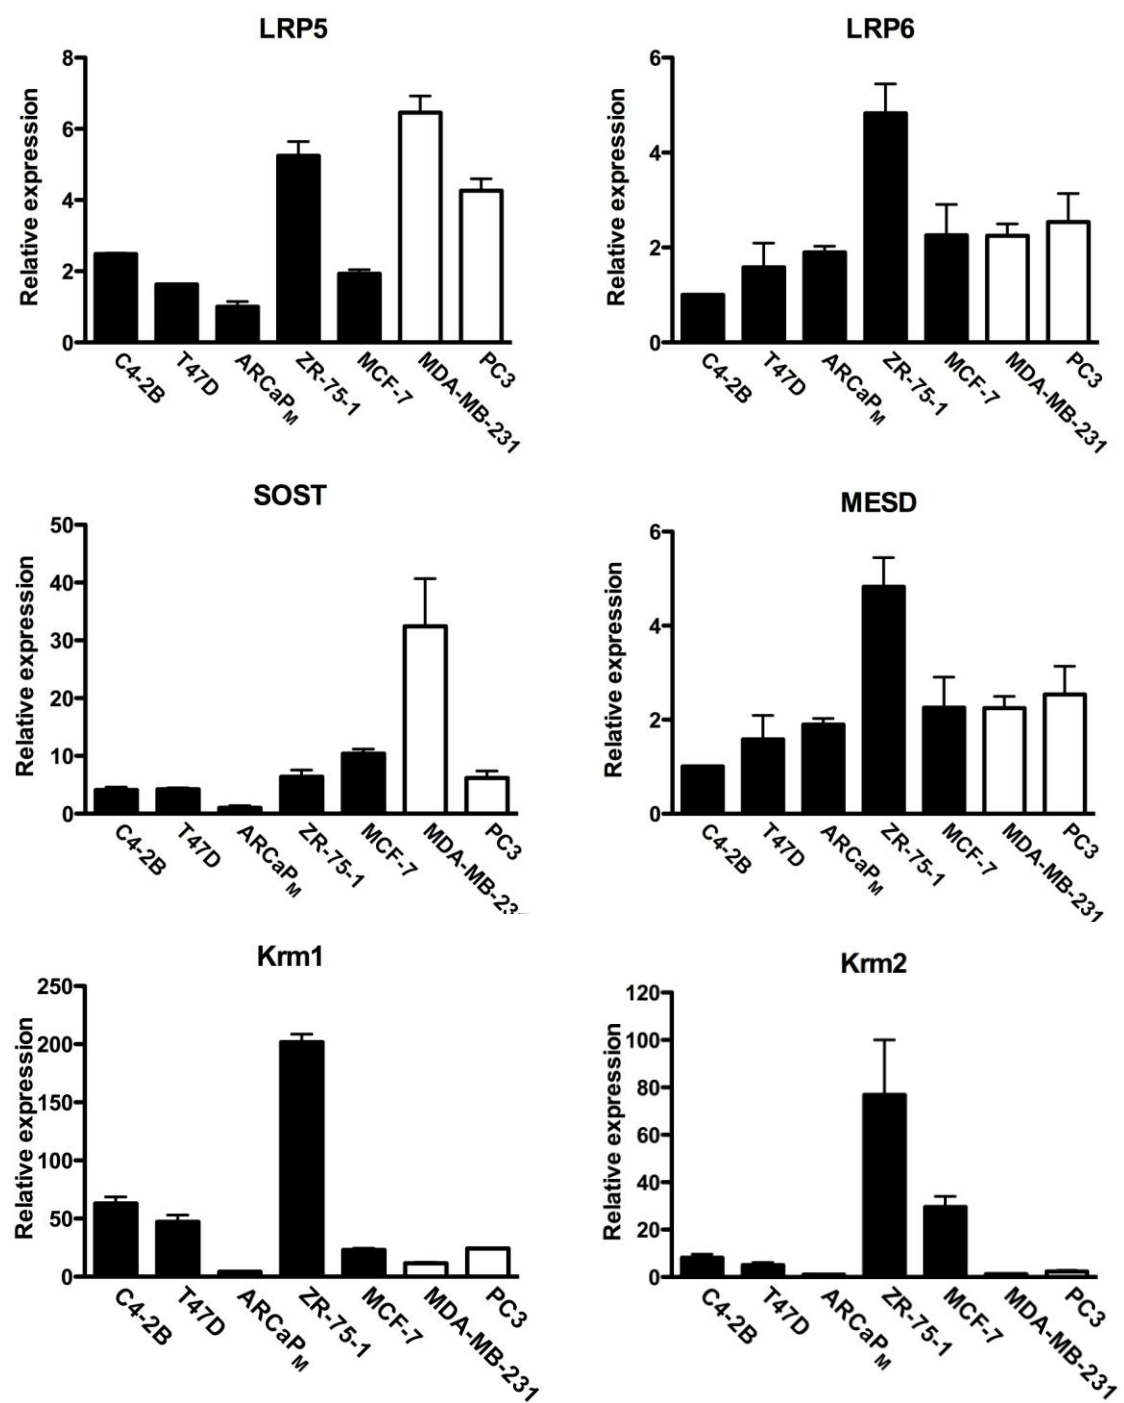 LRP5
8
6
4
2
0
Relative expression
C4-2B
T47D
ARCaPM
ZR-75-1
MCF-7
MDA-MB-231
PC3
LRP6
6
4
2
0
Relative expression
C4-2B
T47D
ARCaPM
ZR-75-1
MCF-7
MDA-MB-231
PC3
SOST
50
40
30
20
10
0
Relative expression
C4-2B
T47D
ARCaPM
ZR-75-1
MCF-7
MDA-MB-23
PC3
MESD
6
4
2
0
Relative expression
C4-2B
T47D
ARCaPM
ZR-75-1
MCF-7
MDA-MB-231
PC3
Krm1
250
200
150
100
50
0
Relative expression
C4-2B
T47D
ARCaPM
ZR-75-1
MCF-7
MDA-MB-231
PC3
Krm2
120
100
80
60
40
20
0
Relative expression
C4-2B
T47D
ARCaPM
ZR-75-1
MCF-7
MDA-MB-231
PC3